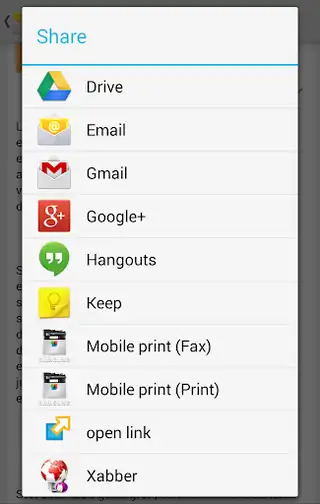 Share
Drive
Email
Gmail
Google+
Hangouts
Keep
Mobile print (Fax)
Mobile print (Print)
open link
Xabber